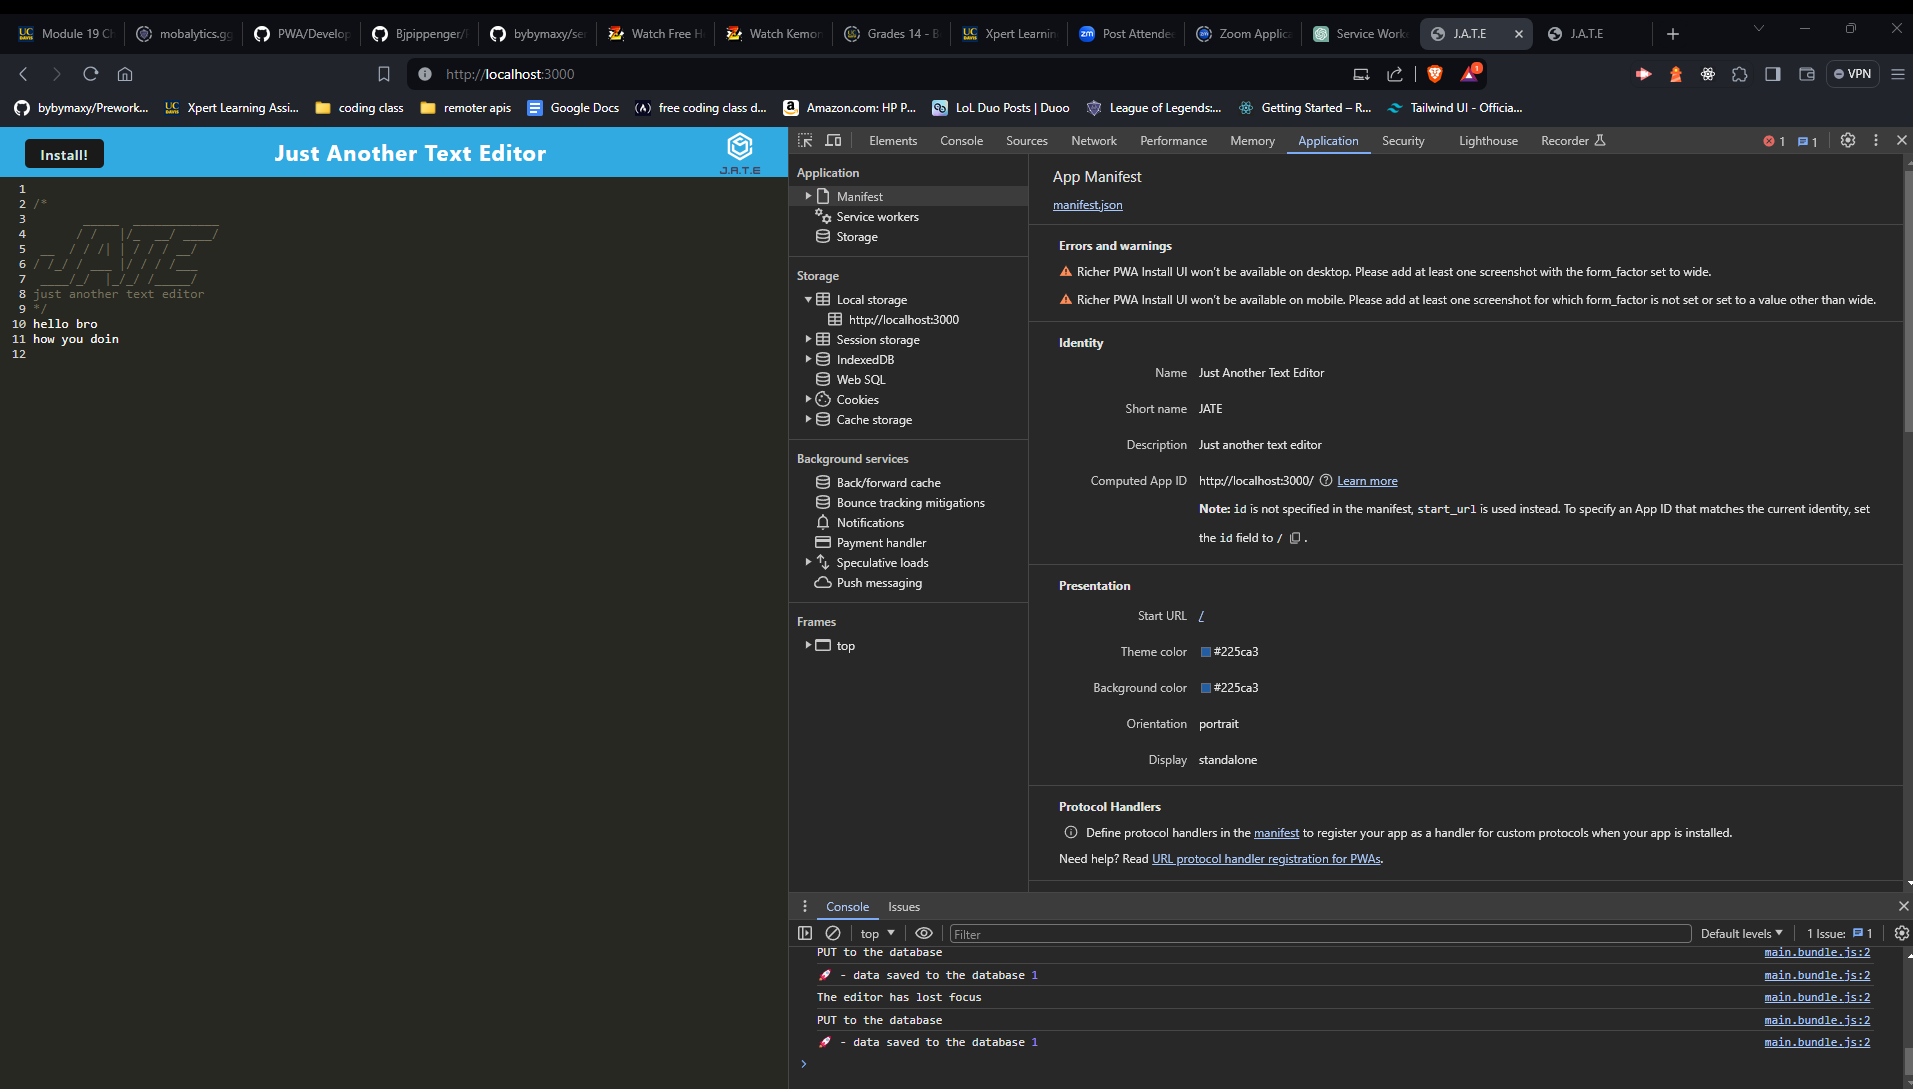 Module 19 Ch
mobalytics.gg
PWA/Develop
Bjpippenger/
bybymaxy/ser
Watch Free H
Watch Kemon
Grades 14 - B
Xpert Learnin
Post Attendee
Zoom Applica
Service Worke
J.A.T.E
J.A.T.E
http://localhost:3000
1
VPN
bybymaxy/Prework...
Xpert Learning Assi...
coding class
remoter apis
Google Docs
free coding class d...
Amazon.com: HP P...
LoL Duo Posts | Duoo
League of Legends:...
Getting Started – R...
Tailwind UI - Officia...
Install!
Just Another Text Editor
J.A.T.E
1
2 /*
3
4
5
6
7
8 just another text editor
9 */
10 hello bro
11 how you doin
12
Elements
Console
Sources
Network
Performance
Memory
Application
Security
Lighthouse
Recorder
1
1
Application
Manifest
Service workers
Storage
Storage
Local storage
http://localhost:3000
Session storage
IndexedDB
Web SQL
Cookies
Cache storage
Background services
Back/forward cache
Bounce tracking mitigations
Notifications
Payment handler
Speculative loads
Push messaging
Frames
top
App Manifest
manifest.json
Errors and warnings
Richer PWA Install UI won't be available on desktop. Please add at least one screenshot with the form_factor set to wide.
Richer PWA Install UI won't be available on mobile. Please add at least one screenshot for which form_factor is not set or set to a value other than wide.
Identity
Name Just Another Text Editor
Short name JATE
Description Just another text editor
Computed App ID http://localhost:3000/ Learn more
Note: id is not specified in the manifest, start_url is used instead. To specify an App ID that matches the current identity, set
the id field to / .
Presentation
Start URL /
Theme color #225ca3
Background color #225ca3
Orientation portrait
Display standalone
Protocol Handlers
Define protocol handlers in the manifest to register your app as a handler for custom protocols when your app is installed.
Need help? Read URL protocol handler registration for PWAs.
Console
Issues
top
Filter
Default levels
1 Issue: 1
PUT to the database main.bundle.js:2
🚀 - data saved to the database 1 main.bundle.js:2
The editor has lost focus main.bundle.js:2
PUT to the database main.bundle.js:2
🚀 - data saved to the database 1 main.bundle.js:2